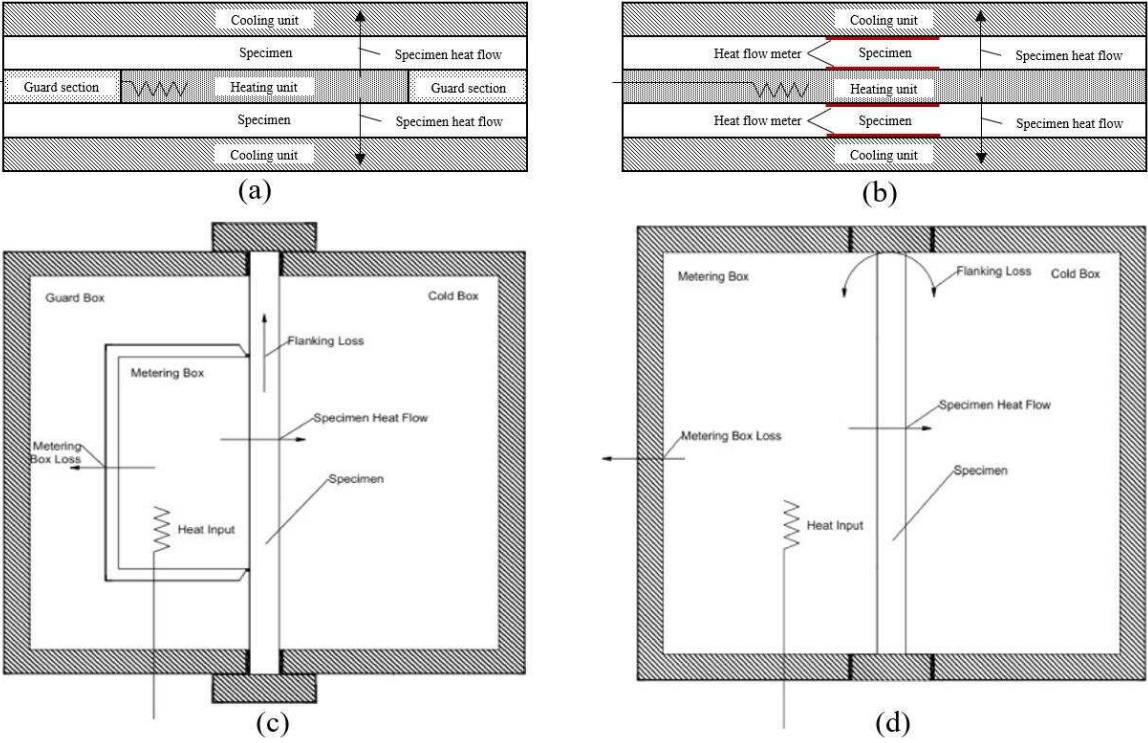 Cooling unit
Specimen
Specimen heat flow
Guard section
Heating unit
Guard section
Specimen
Specimen heat flow
Cooling unit
(a)
Cooling unit
Heat flow meter
Specimen
Specimen heat flow
Heating unit
Heat flow meter
Specimen
Specimen heat flow
Cooling unit
(b)
Guard Box
Cold Box
Flanking Loss
Metering Box
Specimen Heat Flow
Metering
Box Loss
Specimen
Heat Input
(c)
Metering Box
Flanking Loss
Cold Box
Specimen Heat Flow
Metering Box Loss
Specimen
Heat Input
(d)